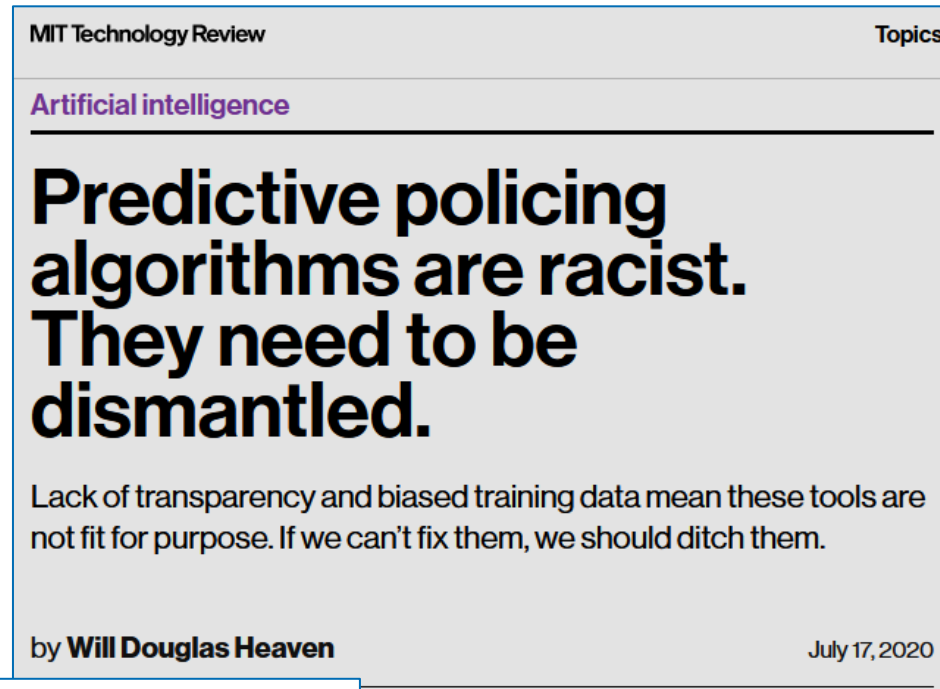 MIT Technology Review
Topics
Artificial intelligence
Predictive policing
algorithms are racist.
They need to be
dismantled.
Lack of transparency and biased training data mean these tools are
not fit for purpose. If we can't fix them, we should ditch them.
by Will Douglas Heaven
July 17, 2020